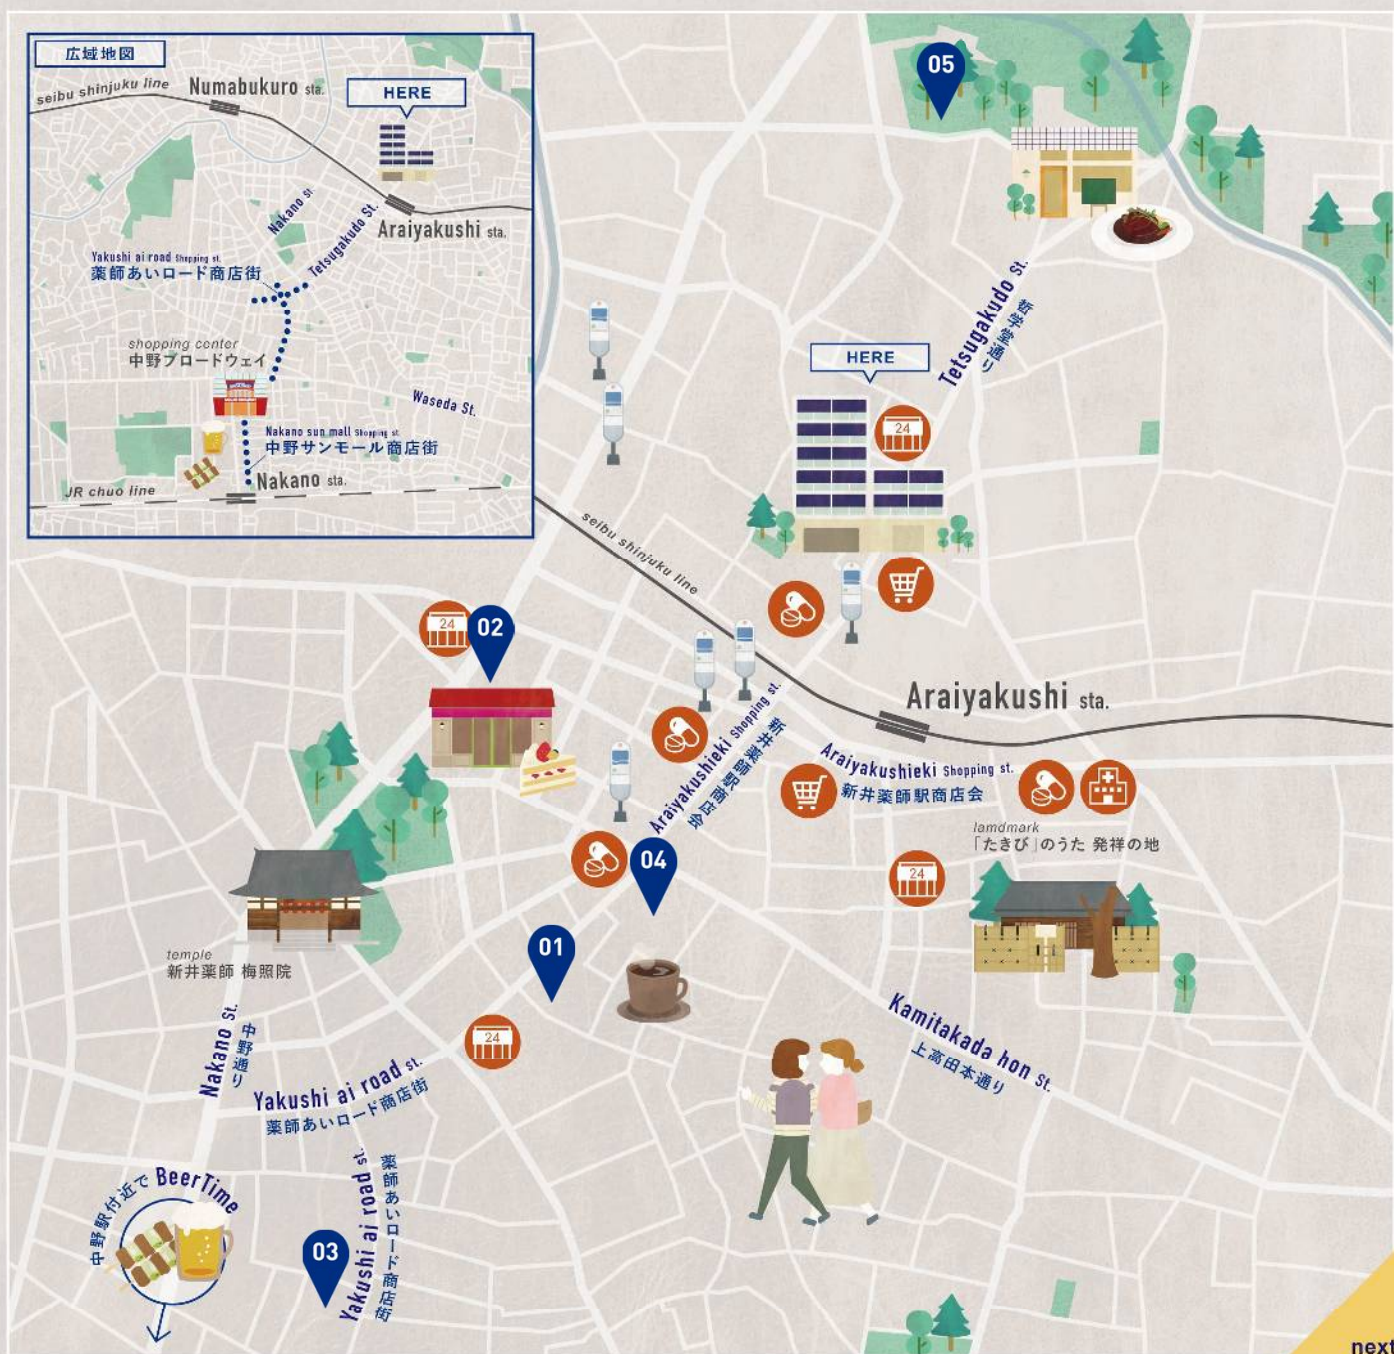 広域地図
seibu shinjuku line
Numabukuro sta.
HERE
Nakano st
Tetsugakudo St.
Araiyakushi sta.
Yakushi ai road Shopping st.
薬師あいロード商店街
shopping center
中野ブロードウェイ
Waseda St.
Nakano sun mall Shopping st.
中野サンモール商店街
Nakano sta.
JR chuo line
05
Tetsugakudo St.
哲学堂通り
HERE
24
seibu shinjuku line
24
02
Araiyakushi sta.
Araiyakushieki Shopping st.
新井薬師駅商店会
Araiyakushieki Shopping st.
新井薬師駅商店会
lamdmark
「たきび」のうた 発祥の地
24
04
01
temple
新井薬師 梅照院
24
Kamitakada hon St.
上高田本通り
Nakano St.
中野通り
Yakushi ai road st.
薬師あいロード商店街
Yakushi ai road st.
薬師あいロード商店街
中野駅付近で BeerTime
03
next